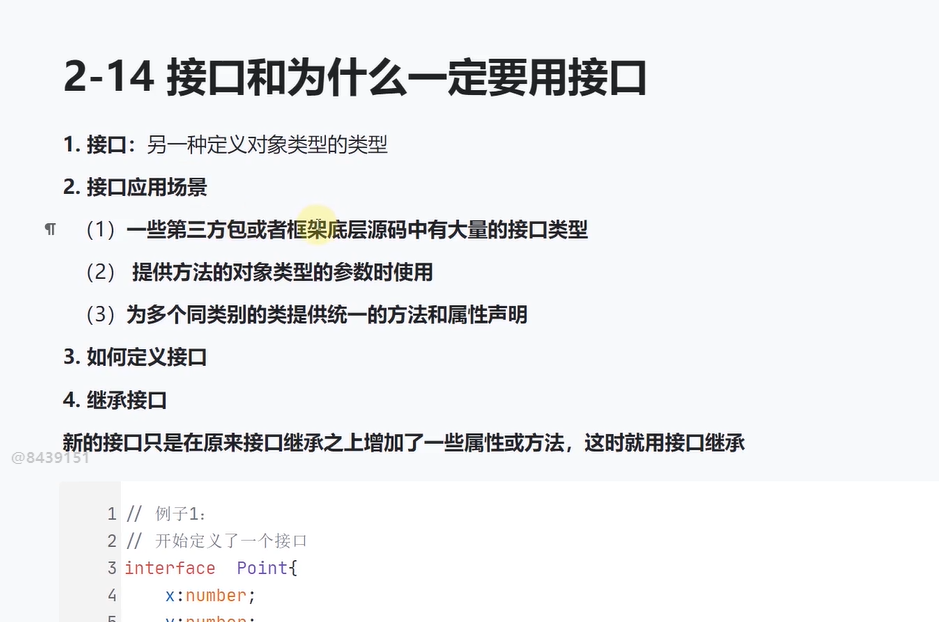 2-14 接口和为什么一定要用接口
1. 接口：另一种定义对象类型的类型
2. 接口应用场景
¶ （1）一些第三方包或者框架底层源码中有大量的接口类型
（2） 提供方法的对象类型的参数时使用
（3）为多个同类别的类提供统一的方法和属性声明
3. 如何定义接口
4. 继承接口
新的接口只是在原来接口继承之上增加了一些属性或方法，这时就用接口继承
@8439151
1 // 例子1：
2 // 开始定义了一个接口
3 interface Point{
4 x:number;
5 y:number;